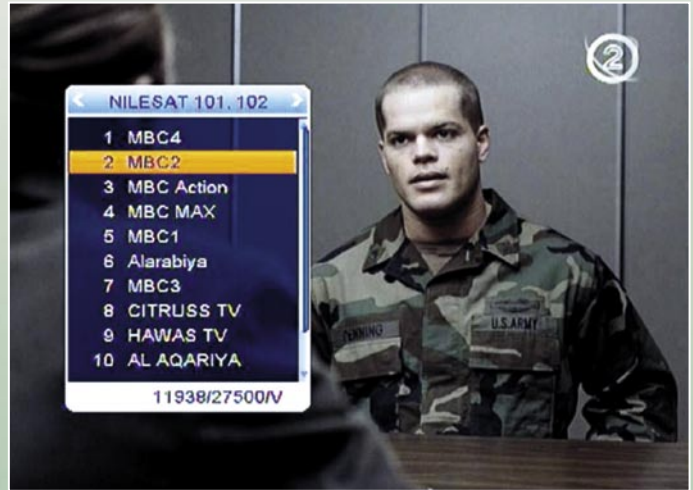 NILESAT 101, 102
1 MBC4
2 MBC2
3 MBC Action
4 MBC MAX
5 MBC1
6 Alarabiya
7 MBC3
8 CITRUSS TV
9 HAWAS TV
10 AL AQARIYA
11938/27500/V
2
U.S.ARMY